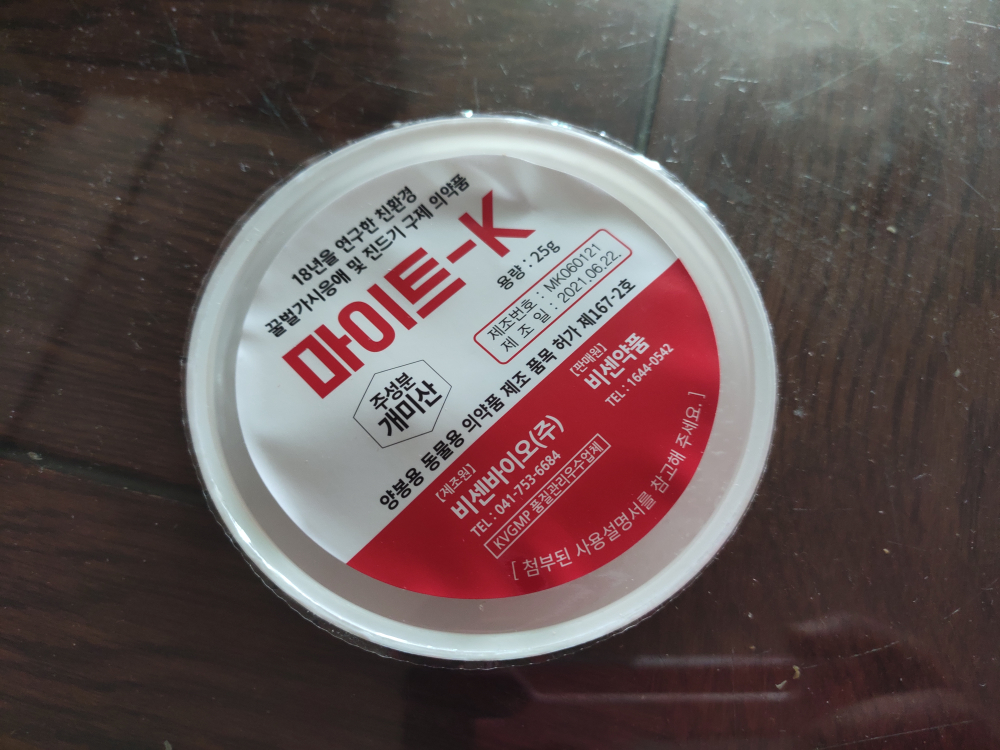 18년을 연구한 친환경
꿀벌가시응애 및 진드기 구제 의약품
마이트-K
용량 : 25g
제조번호 : MK060121
제 조 일 : 2021.06.22.
주성분
개미산
양봉용 동물용 의약품 제조 품목 허가 제167-2호
[제조원]
비센바이오(주)
TEL : 041-753-6684
KVGMP 품질관리우수업체
[판매원]
비센약품
TEL : 1644-0542
[ 첨부된 사용설명서를 참고해 주세요. ]